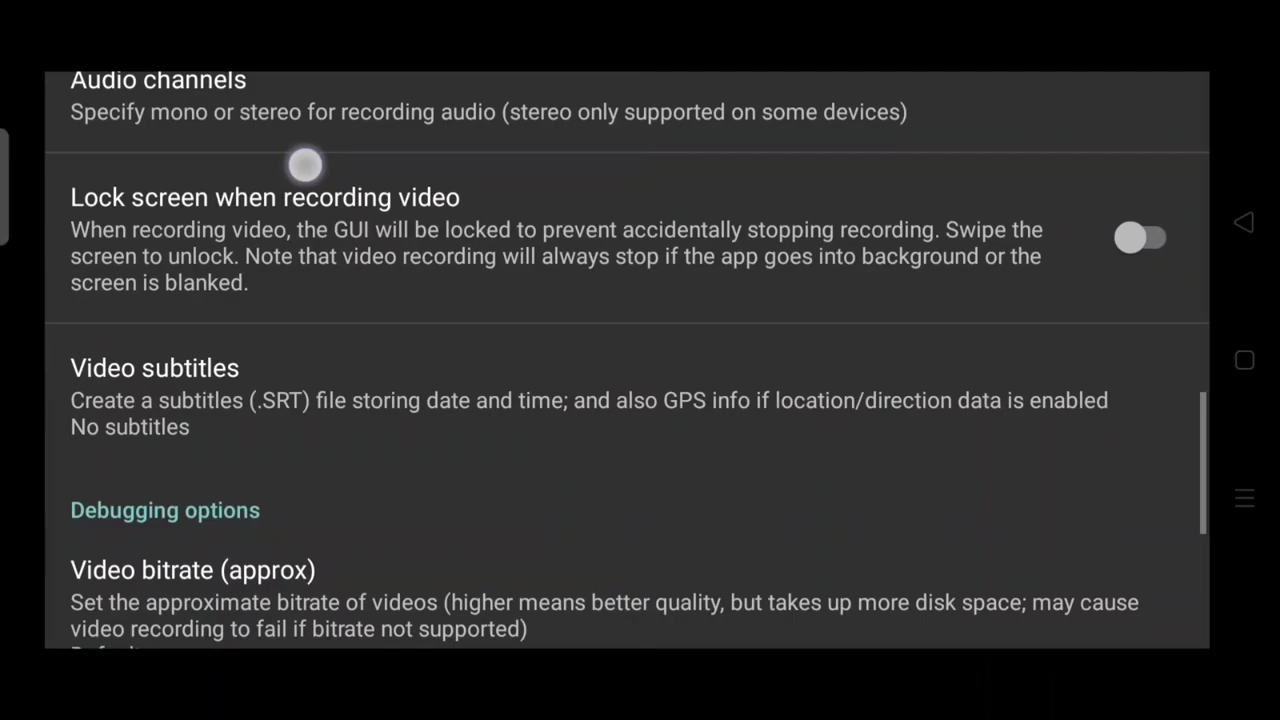 Audio channels
Specify mono or stereo for recording audio (stereo only supported on some devices)
Lock screen when recording video
When recording video, the GUI will be locked to prevent accidentally stopping recording. Swipe the
screen to unlock. Note that video recording will always stop if the app goes into background or the
screen is blanked.
Video subtitles
Create a subtitles (.SRT) file storing date and time; and also GPS info if location/direction data is enabled
No subtitles
Debugging options
Video bitrate (approx)
Set the approximate bitrate of videos (higher means better quality, but takes up more disk space; may cause
video recording to fail if bitrate not supported)